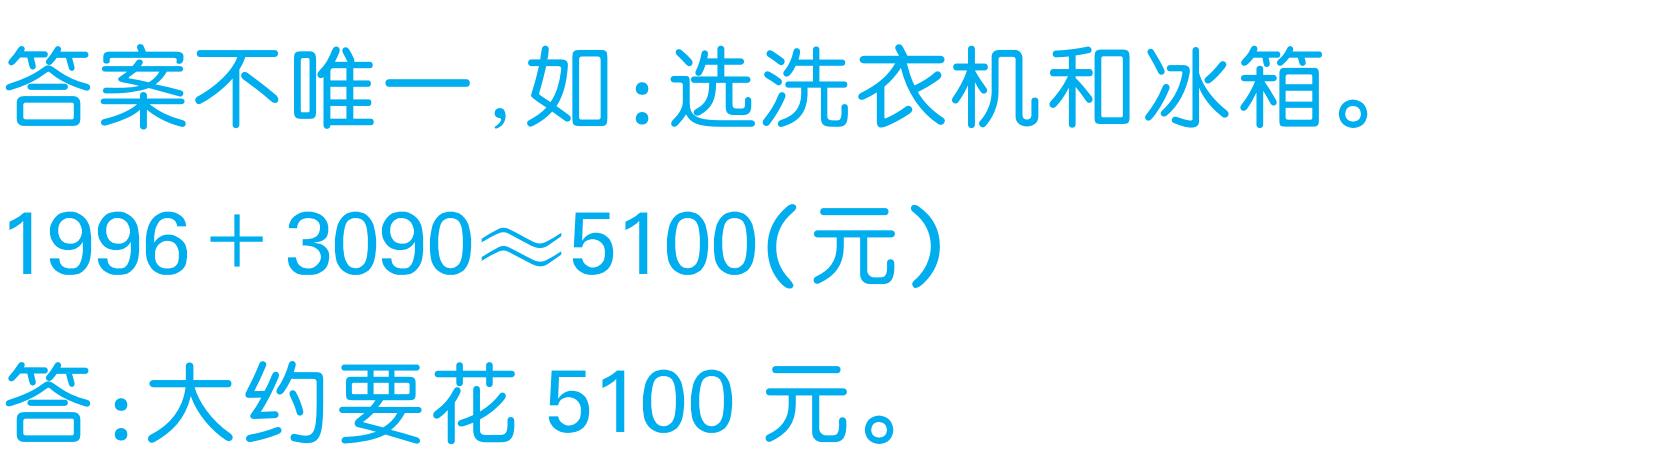 答案不唯一,如:选洗衣机和冰箱。
1996+3090≈5100(元)
答:大约要花 5100 元。